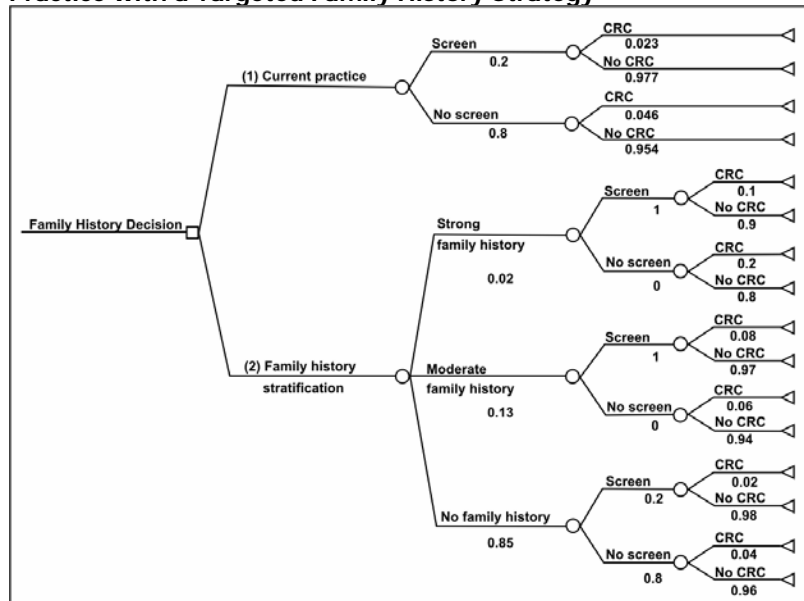 Practice with a Targeted Family History Strategy
CRC
0.023
Screen
0.2
No CRC
0.977
(1) Current practice
CRC
0.046
No screen
0.8
No CRC
0.954
Family History Decision
CRC
0.1
Screen
1
No CRC
0.9
Strong
family history
0.02
CRC
0.2
No screen
0
No CRC
0.8
CRC
0.08
Screen
1
No CRC
0.97
(2) Family history
stratification
Moderate
family history
0.13
CRC
0.06
No screen
0
No CRC
0.94
CRC
0.02
Screen
0.2
No CRC
0.98
No family history
0.85
CRC
0.04
No screen
0.8
No CRC
0.96